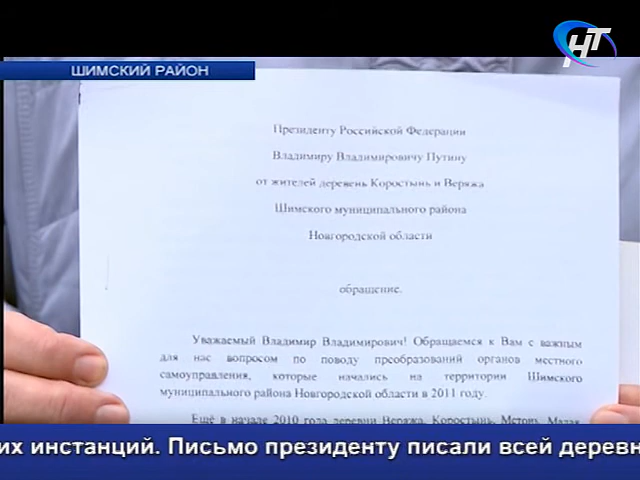 НТ
ШИМСКИЙ РАЙОН
Президенту Российской Федерации
Владимиру Владимировичу Путину
от жителей деревень Коростынь и Веряжа
Шимского муниципального района
Новгородской области
обращение.
Уважаемый Владимир Владимирович! Обращаемся к Вам с важным
для нас вопросом по поводу преобразований органов местного
самоуправления, которые начались на территории Шимского
муниципального района Новгородской области в 2011 году.
Ещё в начале 2010 года деревни Веряжа, Коростынь, Мстонь, Малая
их инстанций. Письмо президенту писали всей деревн